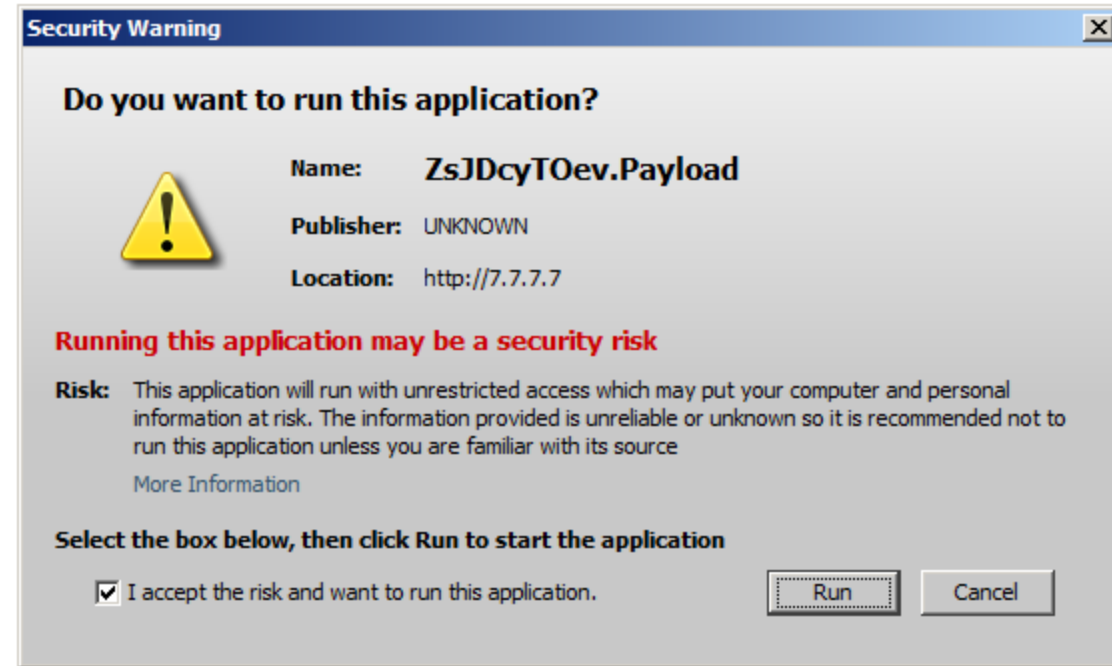 Security Warning
Do you want to run this application?
Name: ZsJDcyTOev.Payload
Publisher: UNKNOWN
Location: http://7.7.7.7
Running this application may be a security risk
Risk: This application will run with unrestricted access which may put your computer and personal
information at risk. The information provided is unreliable or unknown so it is recommended not to
run this application unless you are familiar with its source
More Information
Select the box below, then click Run to start the application
I accept the risk and want to run this application.
Run Cancel